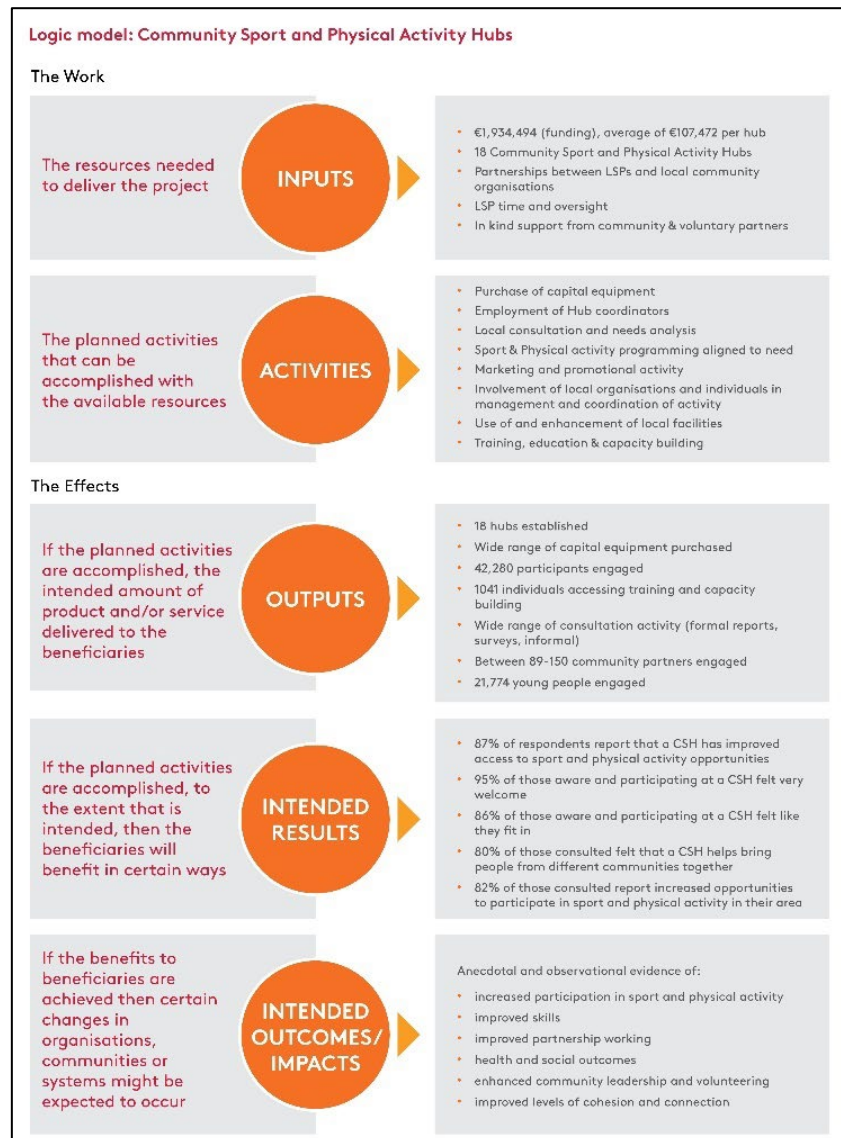 Logic model: Community Sport and Physical Activity Hubs
The Work
The resources needed
to deliver the project
INPUTS
• €1,934,494 (funding), average of €107,472 per hub
• 18 Community Sport and Physical Activity Hubs
• Partnerships between LSPs and local community
organisations
• LSP time and oversight
• In kind support from community & voluntary partners
The planned activities
that can be
accomplished with
the available resources
ACTIVITIES
• Purchase of capital equipment
• Employment of Hub coordinators
• Local consultation and needs analysis
• Sport & Physical activity programming aligned to need
• Marketing and promotional activity
• Involvement of local organisations and individuals in
management and coordination of activity
• Use of and enhancement of local facilities
• Training, education & capacity building
The Effects
If the planned activities
are accomplished, the
intended amount of
product and/or service
delivered to the
beneficiaries
OUTPUTS
• 18 hubs established
• Wide range of capital equipment purchased
• 42,280 participants engaged
• 1041 individuals accessing training and capacity
building
• Wide range of consultation activity (formal reports,
surveys, informal)
• Between 89-150 community partners engaged
• 21,774 young people engaged
If the planned activities
are accomplished, to
the extent that is
intended, then the
beneficiaries will
benefit in certain ways
INTENDED
RESULTS
• 87% of respondents report that a CSH has improved
access to sport and physical activity opportunities
• 95% of those aware and participating at a CSH felt very
welcome
• 86% of those aware and participating at a CSH felt like
they fit in
• 80% of those consulted felt that a CSH helps bring
people from different communities together
• 82% of those consulted report increased opportunities
to participate in sport and physical activity in their area
If the benefits to
beneficiaries are
achieved then certain
changes in
organisations,
communities or
systems might be
expected to occur
INTENDED
OUTCOMES/
IMPACTS
Anecdotal and observational evidence of:
• increased participation in sport and physical activity
• improved skills
• improved partnership working
• health and social outcomes
• enhanced community leadership and volunteering
• improved levels of cohesion and connection